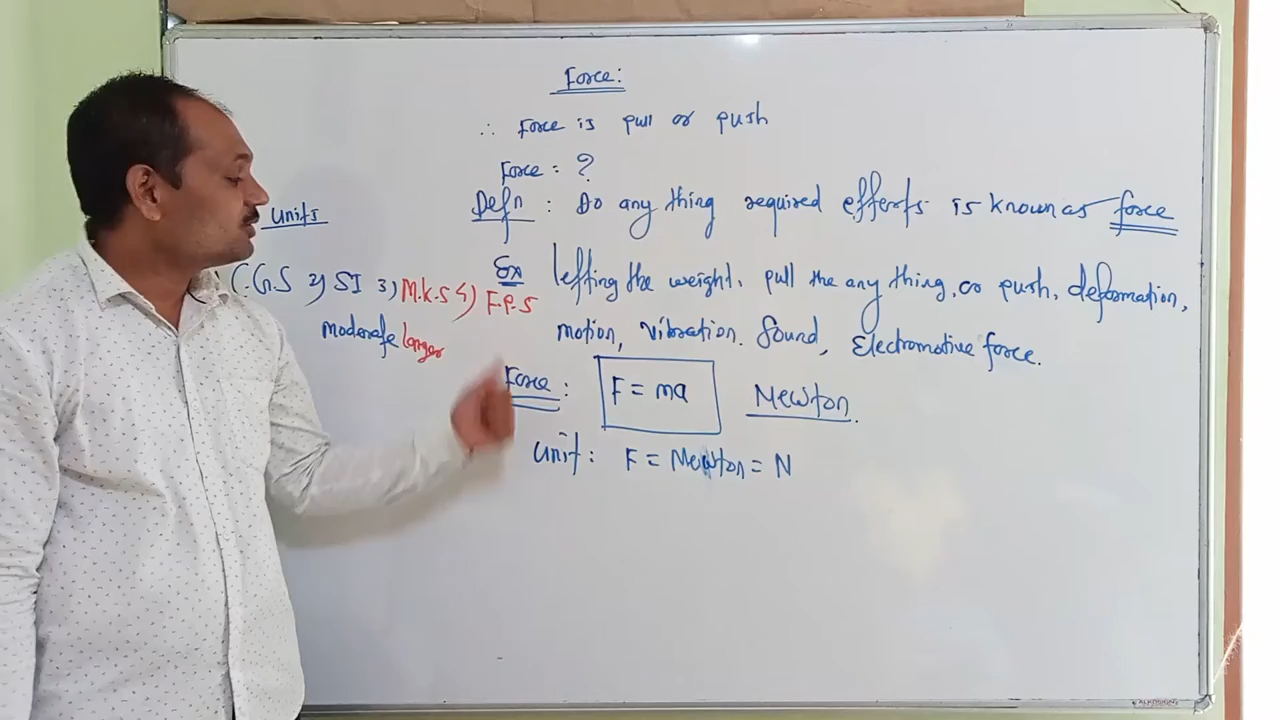 Force:
∴ Force is pull or push
Force = ?
Defn : Do any thing required efferts is known as force
Units
C.G.S 2) SI 3) M.K.S 4) F.P.S
moderate larger
Ex lefting the weight, pull the any thing, or push, deformation,
motion, vibration. Sound, Electromotive force.
Force : F = ma Newton.
Unit : F = Newton = N